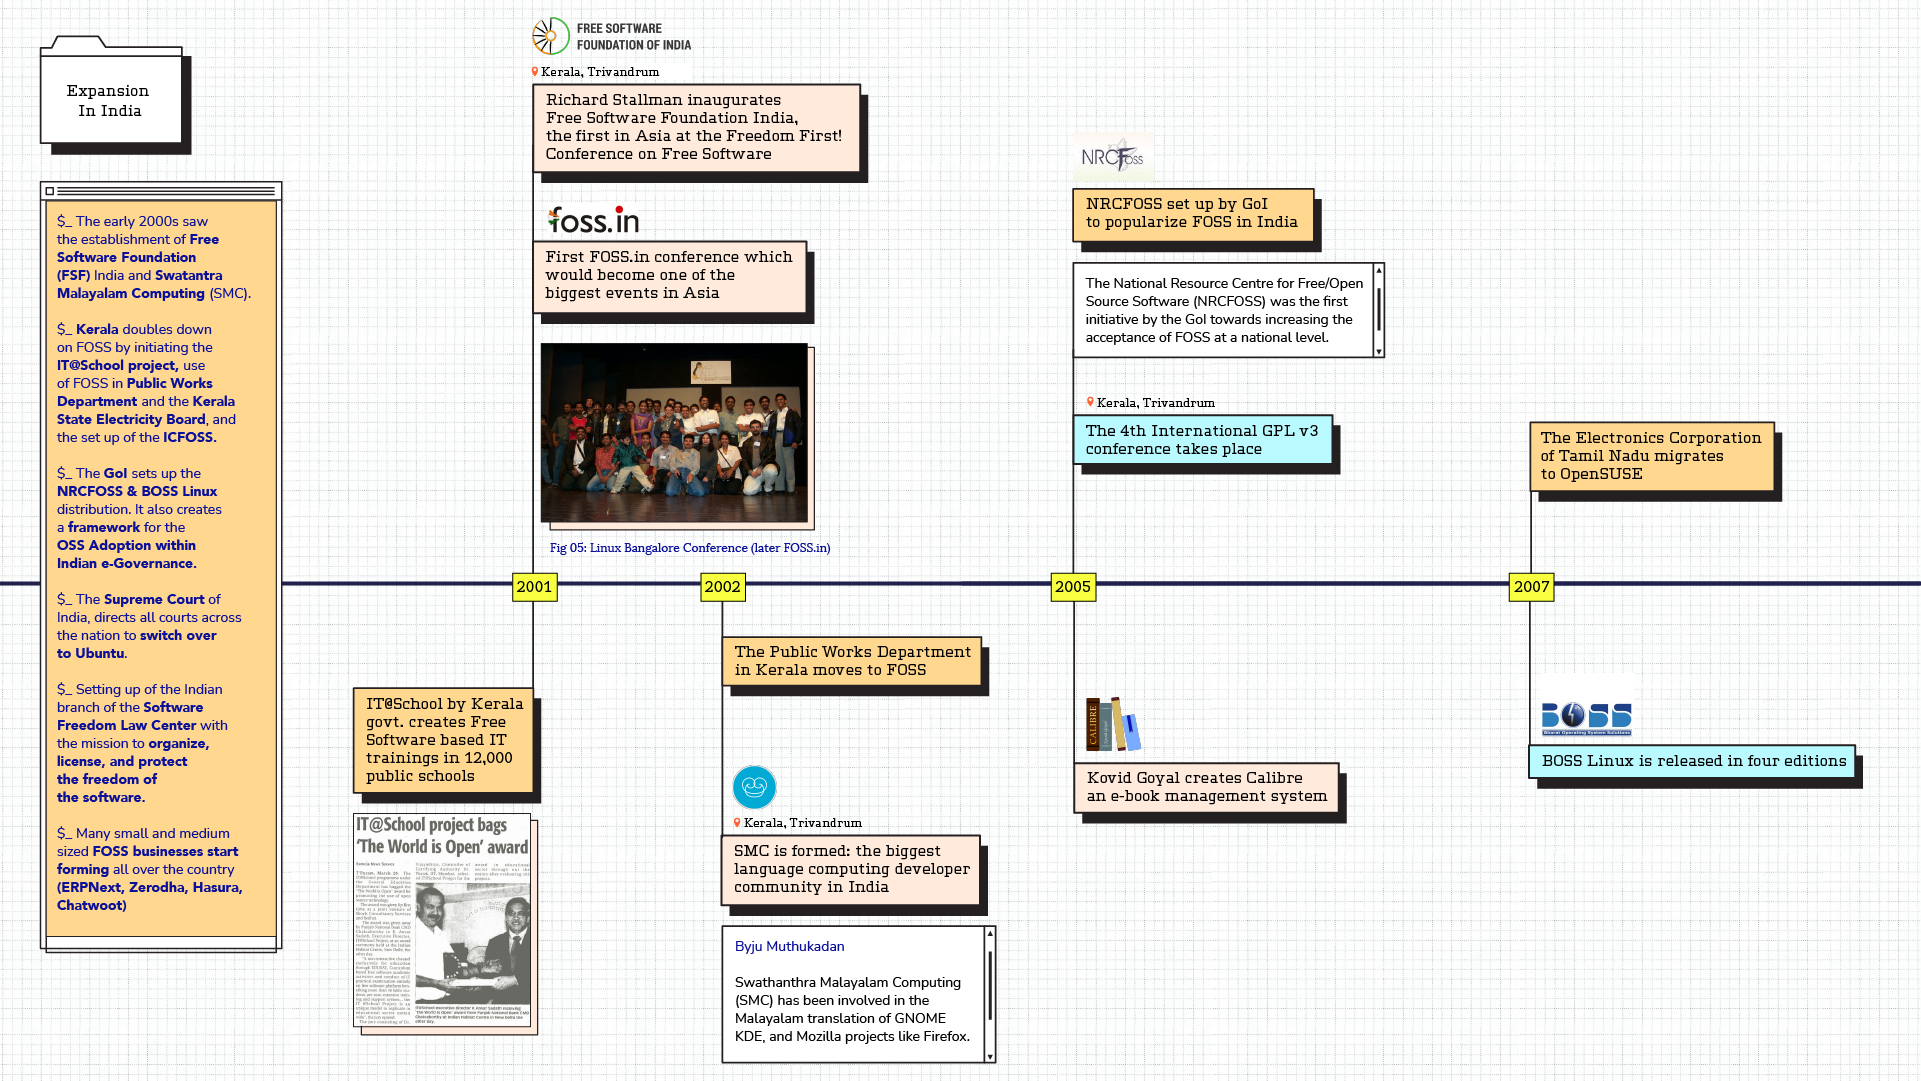 Expansion
In India
$_ The early 2000s saw
the establishment of Free
Software Foundation
(FSF) India and Swatantra
Malayalam Computing (SMC).
$_ Kerala doubles down
on FOSS by initiating the
IT@School project, use
of FOSS in Public Works
Department and the Kerala
State Electricity Board, and
the set up of the ICFOSS.
$_ The GoI sets up the
NRCFOSS & BOSS Linux
distribution. It also creates
a framework for the
OSS Adoption within
Indian e-Governance.
$_ The Supreme Court of
India, directs all courts across
the nation to switch over
to Ubuntu.
$_ Setting up of the Indian
branch of the Software
Freedom Law Center with
the mission to organize,
license, and protect
the freedom of
the software.
$_ Many small and medium
sized FOSS businesses start
forming all over the country
(ERPNext, Zerodha, Hasura,
Chatwoot)
FREE SOFTWARE
FOUNDATION OF INDIA
Kerala, Trivandrum
Richard Stallman inaugurates
Free Software Foundation India,
the first in Asia at the Freedom First!
Conference on Free Software
foss.in
First FOSS.in conference which
would become one of the
biggest events in Asia
Fig 05: Linux Bangalore Conference (later FOSS.in)
2001
IT@School by Kerala
govt. creates Free
Software based IT
trainings in 12,000
public schools
IT@School project bags
'The World is Open' award
2002
The Public Works Department
in Kerala moves to FOSS
Kerala, Trivandrum
SMC is formed: the biggest
language computing developer
community in India
Byju Muthukadan
Swathanthra Malayalam Computing
(SMC) has been involved in the
Malayalam translation of GNOME
KDE, and Mozilla projects like Firefox.
NRCFOSS
NRCFOSS set up by GoI
to popularize FOSS in India
The National Resource Centre for Free/Open
Source Software (NRCFOSS) was the first
initiative by the GoI towards increasing the
acceptance of FOSS at a national level.
Kerala, Trivandrum
The 4th International GPL v3
conference takes place
2005
CALIBRE
Kovid Goyal creates Calibre
an e-book management system
The Electronics Corporation
of Tamil Nadu migrates
to OpenSUSE
2007
BOSS
Bharat Operating System Solutions
BOSS Linux is released in four editions